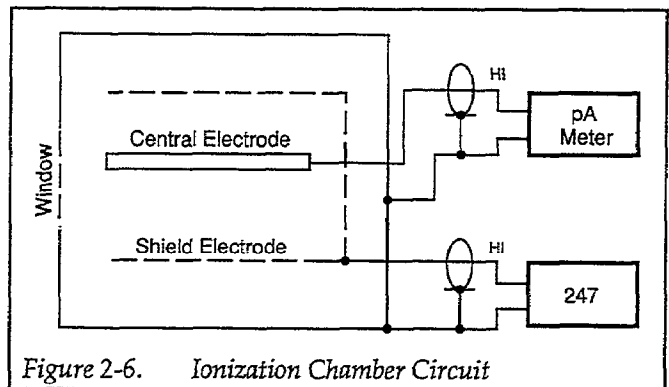 HI
pA
Meter
Central Electrode
Window
Shield Electrode
HI
247
Figure 2-6. Ionization Chamber Circuit